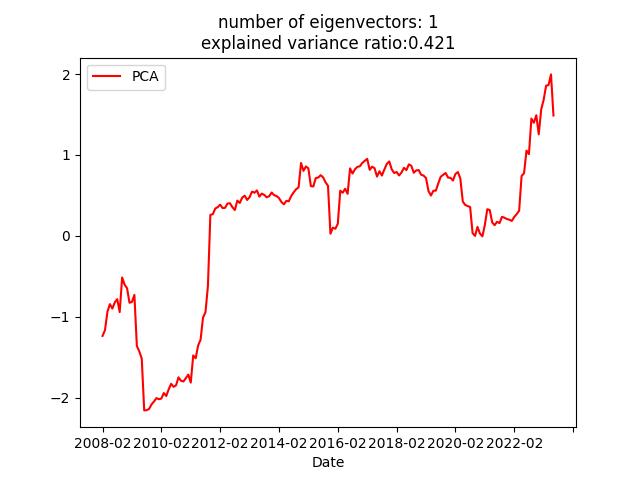 number of eigenvectors: 1
explained variance ratio:0.421
PCA
2
1
0
−1
−2
2008-02 2010-02 2012-02 2014-02 2016-02 2018-02 2020-02 2022-02
Date